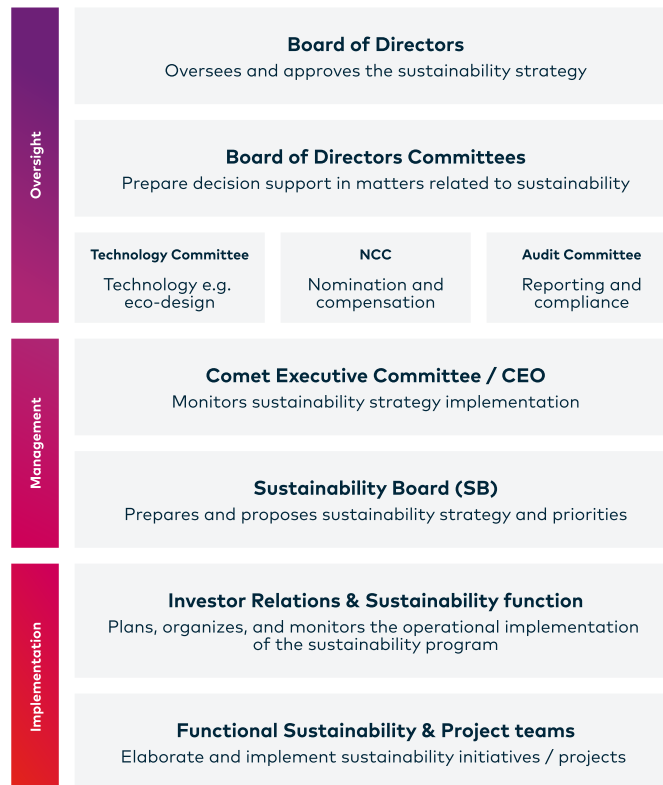 Oversight
Board of Directors
Oversees and approves the sustainability strategy
Board of Directors Committees
Prepare decision support in matters related to sustainability
Technology Committee
Technology e.g.
eco-design
NCC
Nomination and
compensation
Audit Committee
Reporting and
compliance
Management
Comet Executive Committee / CEO
Monitors sustainability strategy implementation
Sustainability Board (SB)
Prepares and proposes sustainability strategy and priorities
Implementation
Investor Relations & Sustainability function
Plans, organizes, and monitors the operational implementation
of the sustainability program
Functional Sustainability & Project teams
Elaborate and implement sustainability initiatives / projects